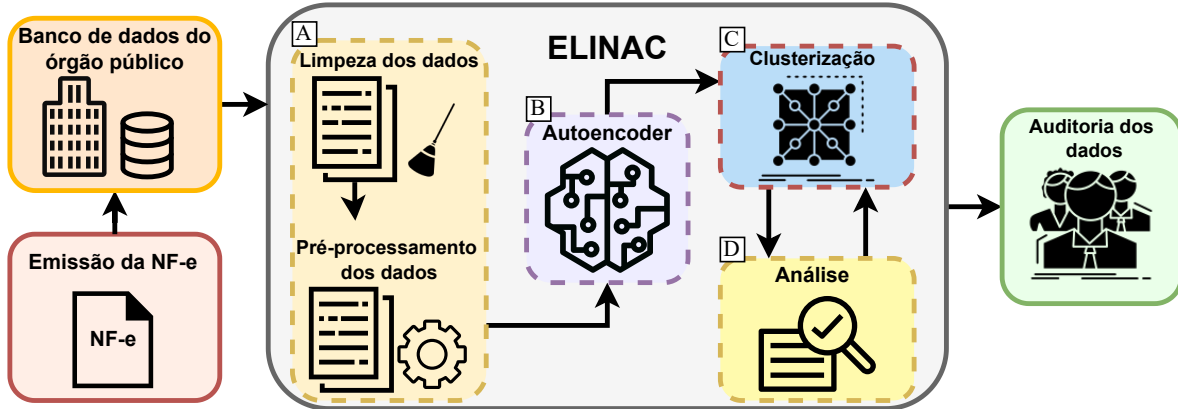 Banco de dados do
órgão público
Emissão da NF-e
NF-e
ELINAC
A
Limpeza dos dados
Pré-processamento
dos dados
B
Autoencoder
C
Clusterização
D
Análise
Auditoria dos
dados